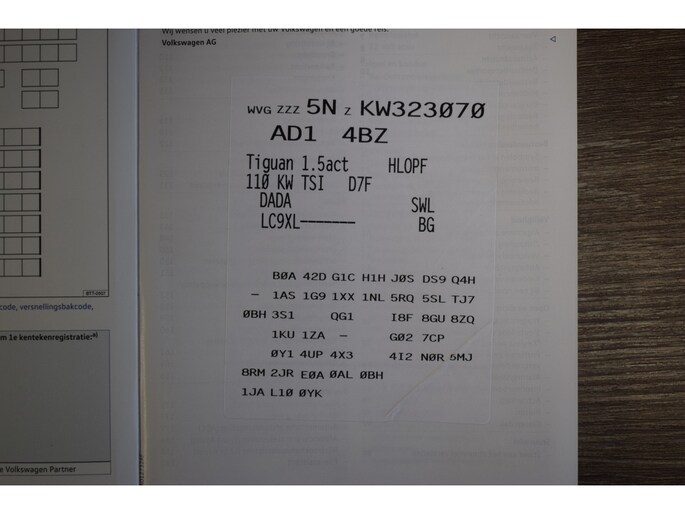 Wij wensen u veel plezier met uw Volkswagen en een goede reis.
Volkswagen AG
WVG ZZZ 5N Z KW323070
AD1 4BZ
Tiguan 1.5act HLOPF
110 KW TSI D7F
DADA SWL
LC9XL------- BG
B0A 42D G1C H1H J0S DS9 Q4H
– 1AS 1G9 1XX 1NL 5RQ 5SL TJ7
0BH 3S1 QG1 I8F 8GU 8ZQ
1KU 1ZA – G02 7CP
0Y1 4UP 4X3 4I2 N0R 5MJ
8RM 2JR E0A 0AL 0BH
1JA L10 0YK
code, versnellingsbakcode,
m 1e kentekenregistratie:a)
e Volkswagen Partner